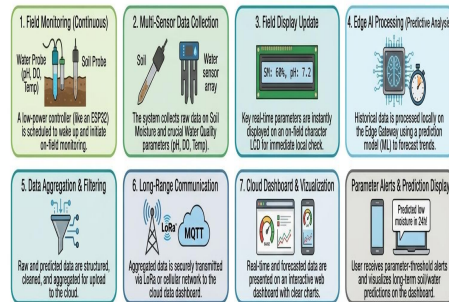 1. Field Monitoring (Continuous)
Water Probe
(pH, DO,
Temp)
Soil Probe
A low-power controller (like an ESP32)
is scheduled to wake up and initiate
on-field monitoring.
2. Multi-Sensor Data Collection
Soil
Water
sensor
array
The system collects raw data on Soil
Moisture and crucial Water Quality
parameters (pH, DO, Temp).
3. Field Display Update
SM: 60%, pH: 7.2
Key real-time parameters are instantly
displayed on an on-field character
LCD for immediate local check.
4. Edge AI Processing (Predictive Analysis)
Historical data is processed locally on
the Edge Gateway using a prediction
model (ML) to forecast trends.
5. Data Aggregation & Filtering
Raw and predicted data are structured,
cleaned, and aggregated for upload
to the cloud.
6. Long-Range Communication
LoRa
MQTT
Aggregated data is securely transmitted
via LoRa or cellular network to the
cloud data dashboard.
7. Cloud Dashboard & Visualization
Real-time and forecasted data are
presented on an interactive web
dashboard with clear charts.
Parameter Alerts & Prediction Display
Predicted low
moisture in 24h!
User receives parameter-threshold alerts
and visualize long-term soil/water
predictions on the dashboard.